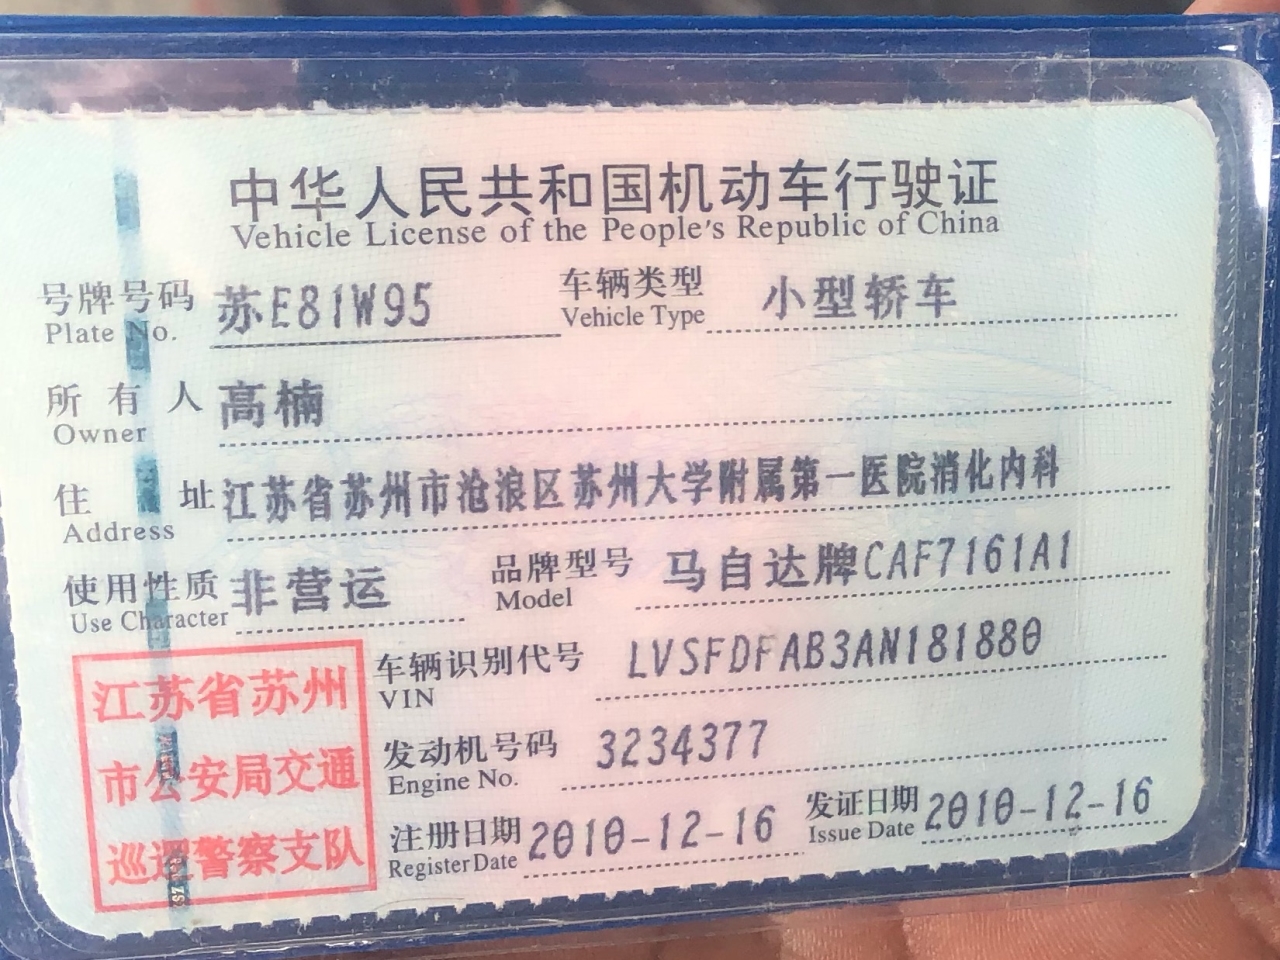 中华人民共和国机动车行驶证
Vehicle License of the People's Republic of China
号牌号码 苏E81W95 车辆类型 小型轿车
Plate No. Vehicle Type
所有人 高楠
Owner
住址 江苏省苏州市沧浪区苏州大学附属第一医院消化内科
Address
使用性质 非营运 品牌型号 马自达牌CAF7161A1
Use Character Model
车辆识别代号 LVSFDFAB3AN181880
VIN
发动机号码 3234377
Engine No.
注册日期 2010-12-16 发证日期 2010-12-16
Register Date Issue Date
江苏省苏州
市公安局交通
巡逻警察支队